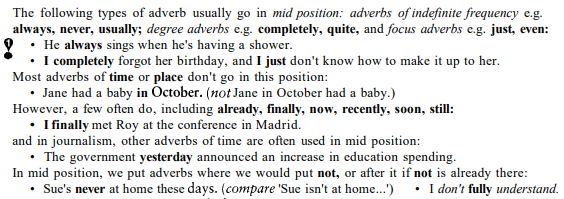 The following types of adverb usually go in mid position: adverbs of indefinite frequency e.g.
always, never, usually; degree adverbs e.g. completely, quite, and focus adverbs e.g. just, even:
• He always sings when he's having a shower.
• I completely forgot her birthday, and I just don't know how to make it up to her.
Most adverbs of time or place don't go in this position:
• Jane had a baby in October. (not Jane in October had a baby.)
However, a few often do, including already, finally, now, recently, soon, still:
• I finally met Roy at the conference in Madrid.
and in journalism, other adverbs of time are often used in mid position:
• The government yesterday announced an increase in education spending.
In mid position, we put adverbs where we would put not, or after it if not is already there:
• Sue's never at home these days. (compare 'Sue isn't at home...') • I don't fully understand.